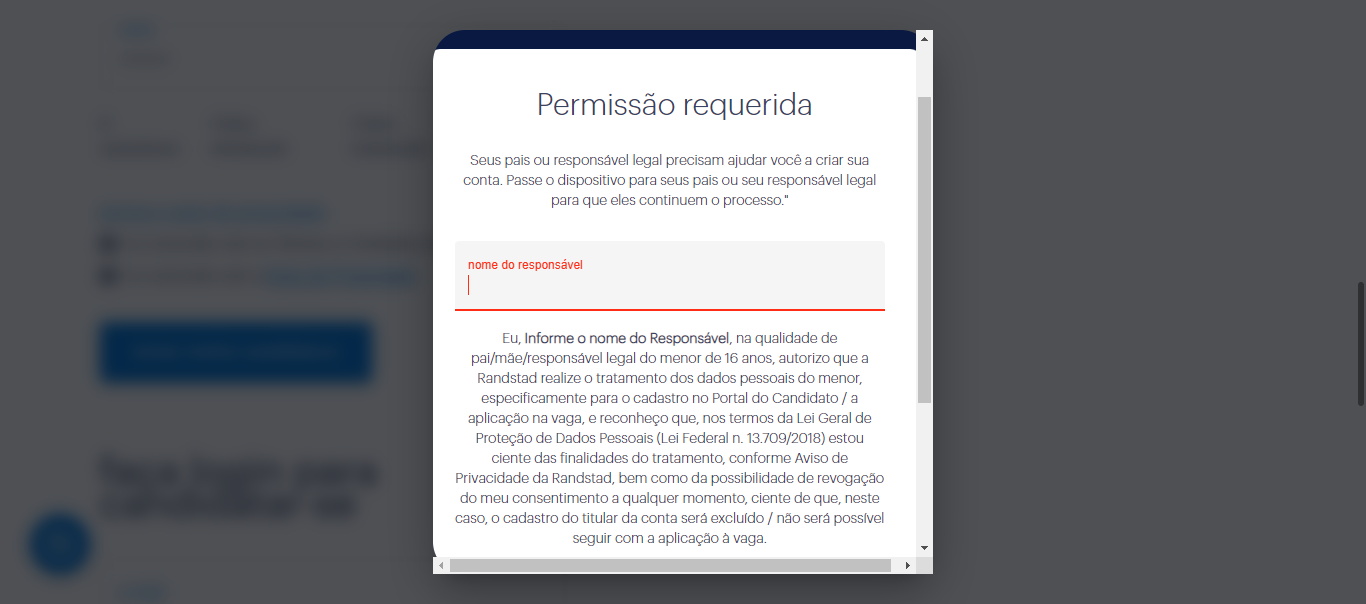 Permissão requerida
Seus pais ou responsável legal precisam ajudar você a criar sua
conta. Passe o dispositivo para seus pais ou seu responsável legal
para que eles continuem o processo."
nome do responsável
Eu, Informe o nome do Responsável, na qualidade de
pai/mãe/responsável legal do menor de 16 anos, autorizo que a
Randstad realize o tratamento dos dados pessoais do menor,
especificamente para o cadastro no Portal do Candidato / a
aplicação na vaga, e reconheço que, nos termos da Lei Geral de
Proteção de Dados Pessoais (Lei Federal n. 13.709/2018) estou
ciente das finalidades do tratamento, conforme Aviso de
Privacidade da Randstad, bem como da possibilidade de revogação
do meu consentimento a qualquer momento, ciente de que, neste
caso, o cadastro do titular da conta será excluído / não será possível
seguir com a aplicação à vaga.
faça login para
candidatar-se